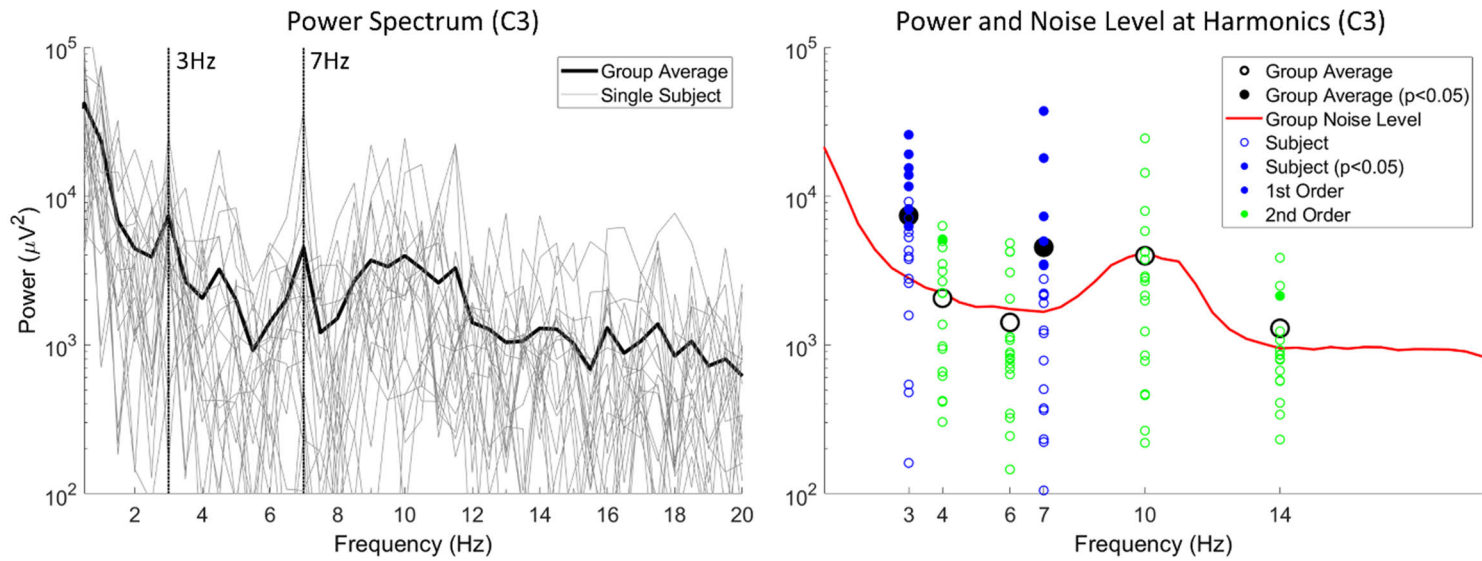 Power Spectrum (C3)
10^5
10^4
10^3
10^2
Power (μV^2)
3Hz
7Hz
Group Average
Single Subject
2 4 6 8 10 12 14 16 18 20
Frequency (Hz)
Power and Noise Level at Harmonics (C3)
10^5
10^4
10^3
10^2
Group Average
Group Average (p<0.05)
Group Noise Level
Subject
Subject (p<0.05)
1st Order
2nd Order
3 4 6 7 10 14
Frequency (Hz)